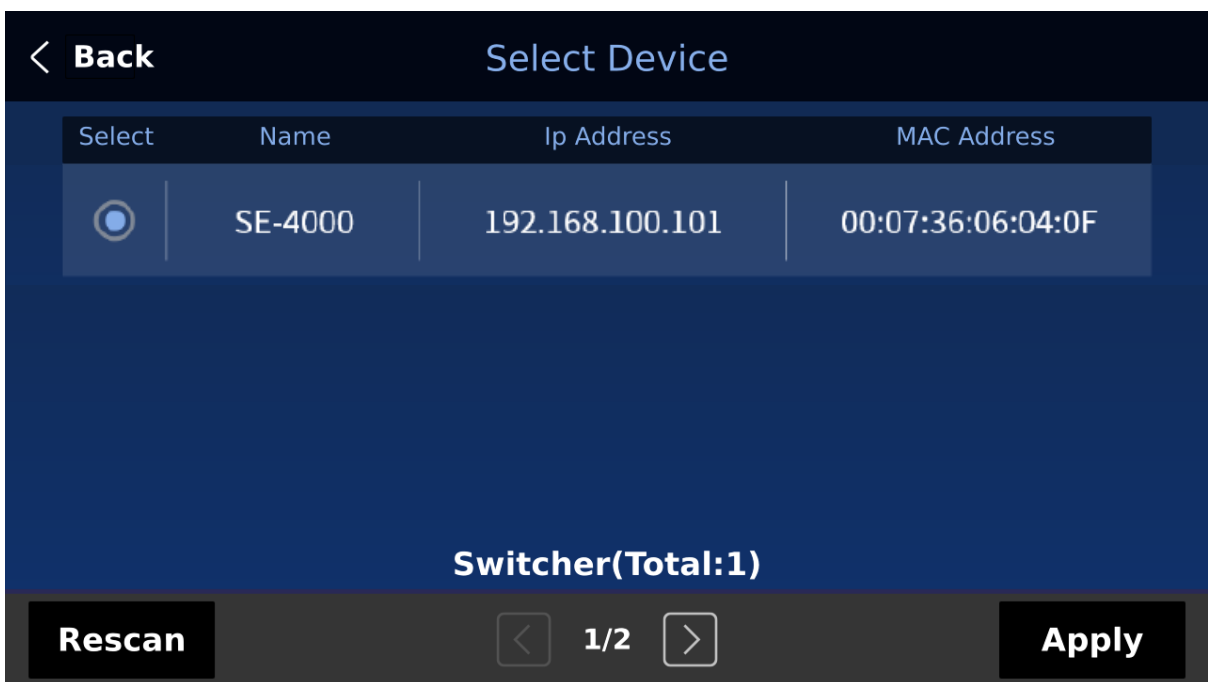 Back Select Device
Select Name Ip Address MAC Address
SE-4000 192.168.100.101 00:07:36:06:04:0F
Switcher(Total:1)
Rescan 1/2 Apply